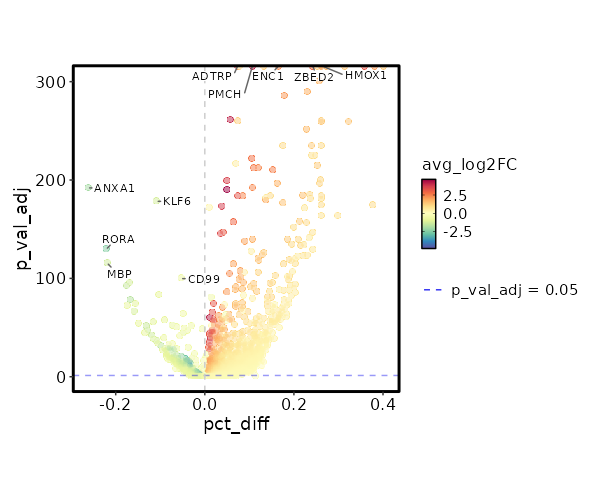 300
200
100
0
-0.2
0.0
0.2
0.4
pct_diff
p_val_adj
ADTRP
ENC1
ZBED2
HMOX1
PMCH
ANXA1
KLF6
RORA
MBP
CD99
avg_log2FC
2.5
0.0
-2.5
p_val_adj = 0.05